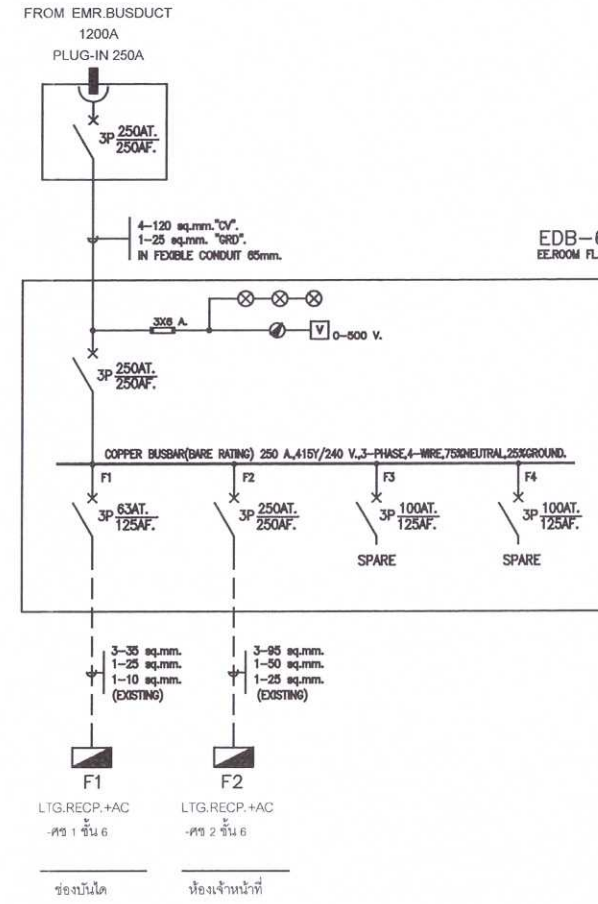 FROM EMR.BUSDUCT
1200A
PLUG-IN 250A
3P 250AT.
250AF.
4-120 sq.mm."CV".
1-25 sq.mm. "GRD".
IN FEXIBLE CONDUIT 65mm.
EDB-6
EE.ROOM FL
3X6 A.
V
0-500 V.
3P 250AT.
250AF.
COPPER BUSBAR(BARE RATING) 250 A.,415Y/240 V.,3-PHASE,4-WIRE,75%NEUTRAL,25%GROUND.
F1
F2
F3
F4
3P 63AT.
125AF.
3P 250AT.
250AF.
3P 100AT.
125AF.
3P 100AT.
125AF.
SPARE
SPARE
3-35 sq.mm.
1-25 sq.mm.
1-10 sq.mm.
(EXISTING)
3-95 sq.mm.
1-50 sq.mm.
1-25 sq.mm.
(EXISTING)
F1
F2
LTG.RECP.+AC
-ศช 1 ชั้น 6
LTG.RECP.+AC
-ศช 2 ชั้น 6
ช่องบันใด
ห้องเจ้าหน้าที่